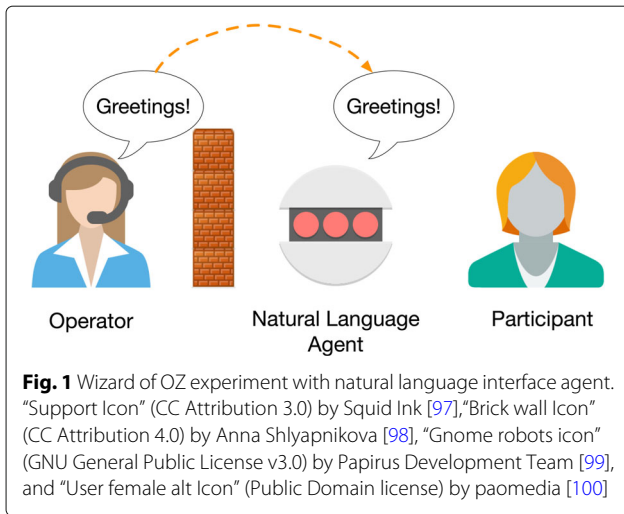 Greetings!
Greetings!
Operator
Natural Language
Agent
Participant
Fig. 1 Wizard of OZ experiment with natural language interface agent.
“Support Icon” (CC Attribution 3.0) by Squid Ink [97],“Brick wall Icon”
(CC Attribution 4.0) by Anna Shlyapnikova [98], “Gnome robots icon”
(GNU General Public License v3.0) by Papirus Development Team [99],
and “User female alt Icon” (Public Domain license) by paomedia [100]